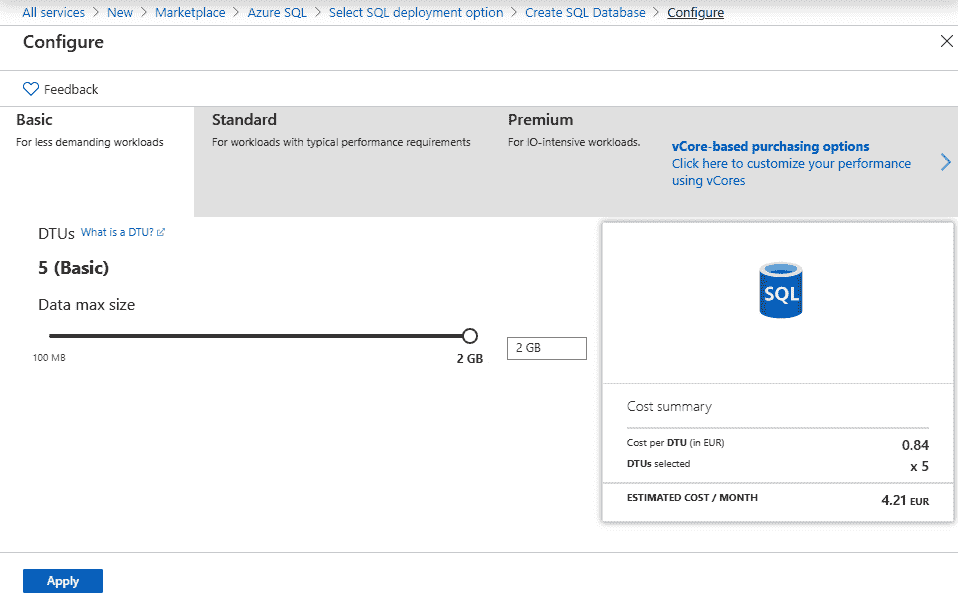 All services > New > Marketplace > Azure SQL > Select SQL deployment option > Create SQL Database > Configure
Configure
Feedback
Basic
For less demanding workloads
Standard
For workloads with typical performance requirements
Premium
For IO-intensive workloads.
vCore-based purchasing options
Click here to customize your performance
using vCores
DTUs What is a DTU?
5 (Basic)
Data max size
100 MB
2 GB
2 GB
SQL
Cost summary
Cost per DTU (in EUR) 0.84
DTUs selected x 5
ESTIMATED COST / MONTH 4.21 EUR
Apply